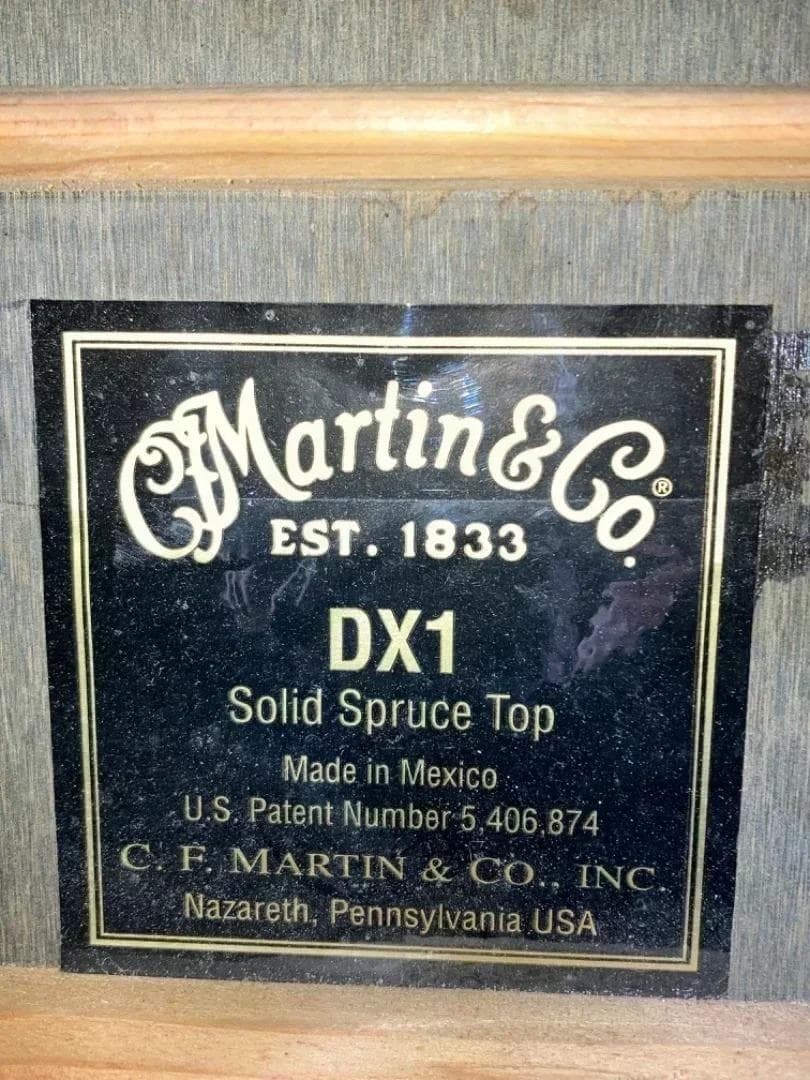 CFMartin & Co.®
EST. 1833
DX1
Solid Spruce Top
Made in Mexico
U.S. Patent Number 5,406,874
C. F. MARTIN & CO., INC.
Nazareth, Pennsylvania USA